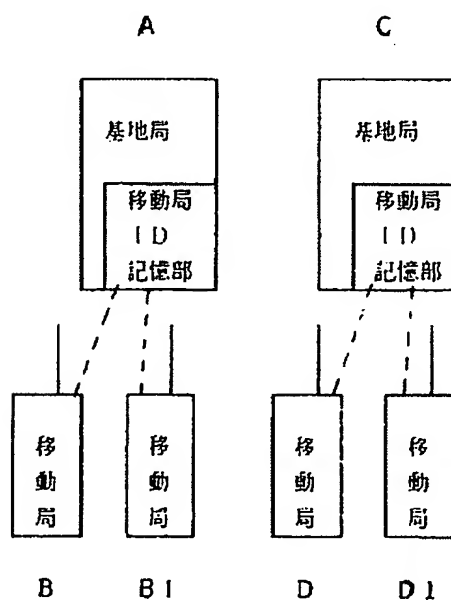 A C
基地局 基地局
移動局 移動局
ID ID
記憶部 記憶部
移動局 移動局 移動局 移動局
B B1 D D1